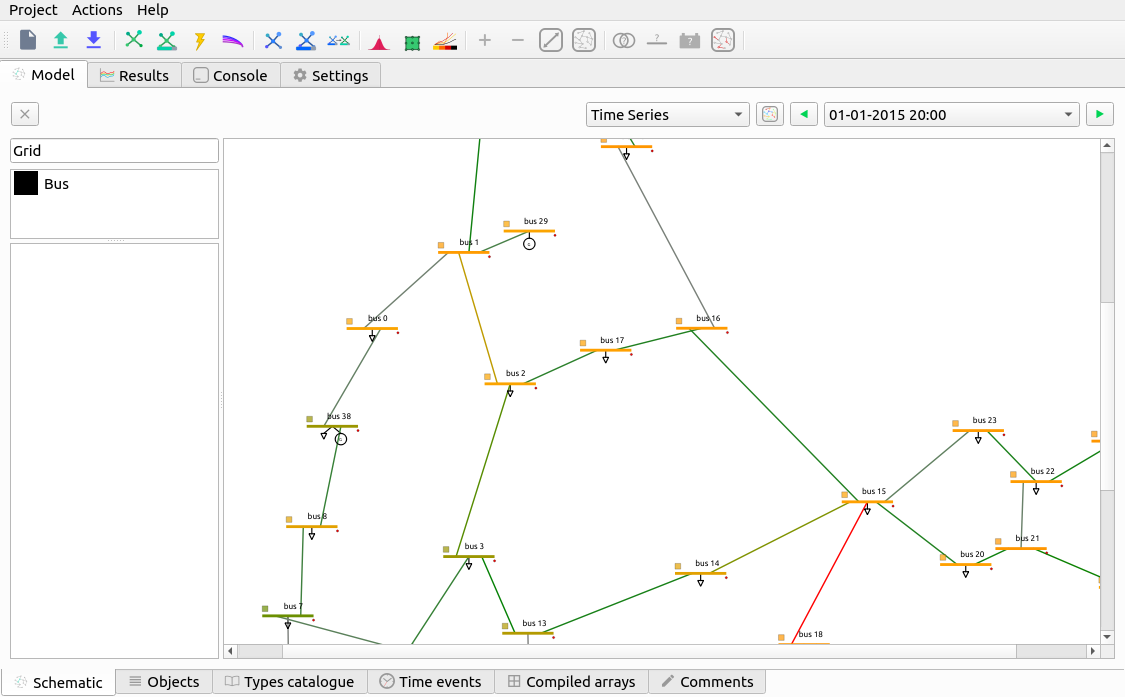 Project Actions Help
Model Results Console Settings
Time Series 01-01-2015 20:00
Grid
Bus
bus 29
bus 1
bus 0
bus 16
bus 17
bus 2
bus 38
bus 23
bus 22
bus 15
bus 8
bus 21
bus 3
bus 20
bus 14
bus 7
bus 13
bus 18
Schematic Objects Types catalogue Time events Compiled arrays Comments